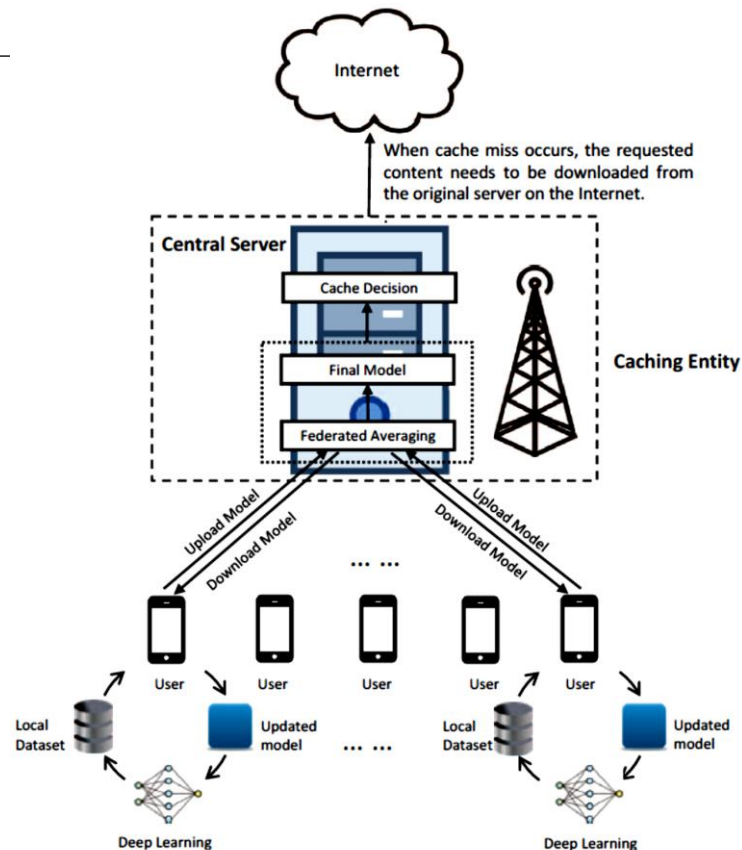 Internet
When cache miss occurs, the requested
content needs to be downloaded from
the original server on the Internet.
Central Server
Cache Decision
Final Model
Caching Entity
Federated Averaging
Upload Model
Download Model
Upload Model
Download Model
... ...
User
User
User
User
User
Local
Dataset
Updated
model
... ...
Local
Dataset
Updated
model
Deep Learning
Deep Learning